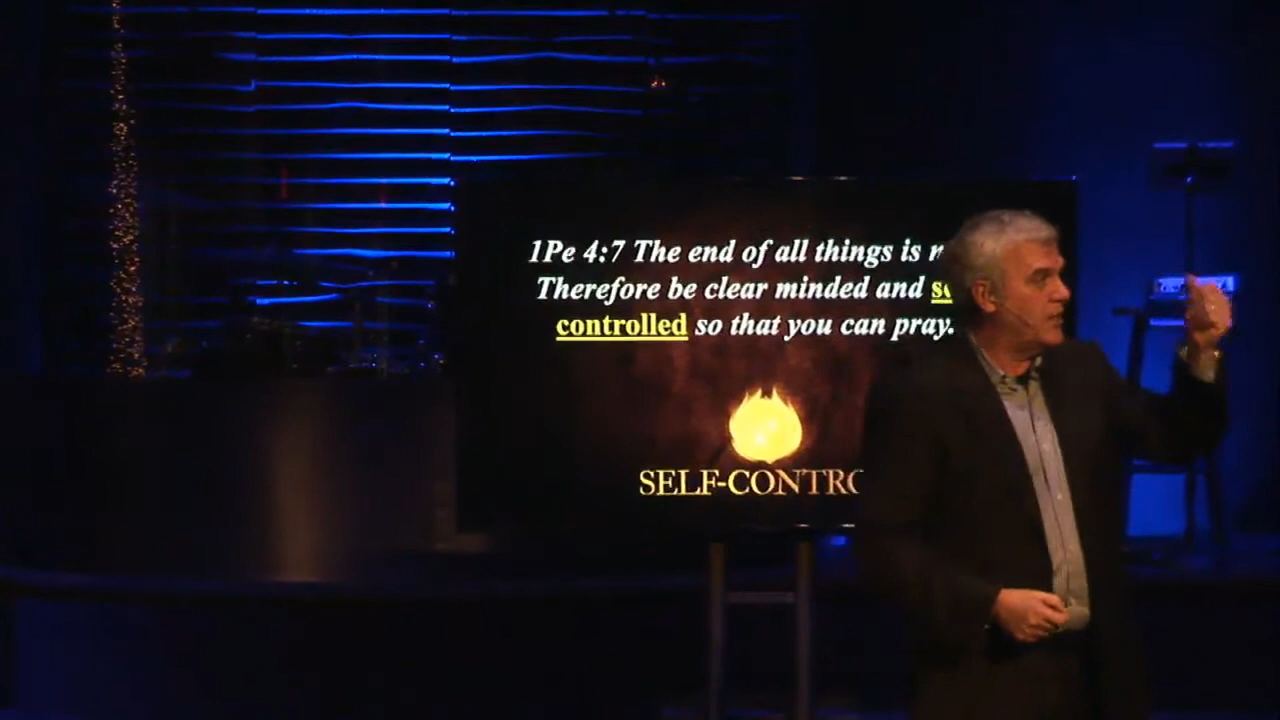 1Pe 4:7 The end of all things is
Therefore be clear minded and
controlled so that you can pray.
SELF-CONTRO